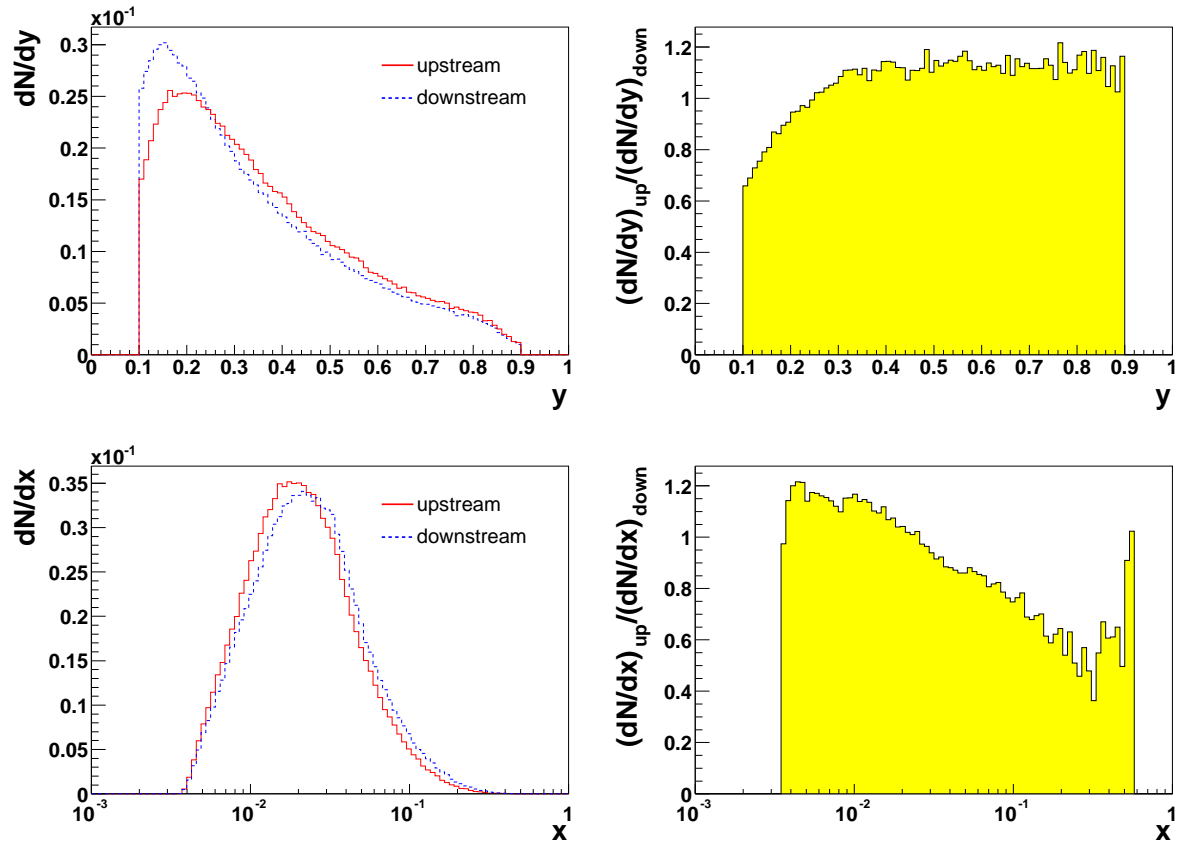 ×10⁻¹
dN/dy
0.3
0.25
0.2
0.15
0.1
0.05
0
upstream
downstream
0 0.1 0.2 0.3 0.4 0.5 0.6 0.7 0.8 0.9 1
y
(dN/dy)up/(dN/dy)down
1.2
1
0.8
0.6
0.4
0.2
0
0 0.1 0.2 0.3 0.4 0.5 0.6 0.7 0.8 0.9 1
y
×10⁻¹
dN/dx
0.35
0.3
0.25
0.2
0.15
0.1
0.05
0
upstream
downstream
10⁻³ 10⁻² 10⁻¹ 1
x
(dN/dx)up/(dN/dx)down
1.2
1
0.8
0.6
0.4
0.2
0
10⁻³ 10⁻² 10⁻¹ 1
x